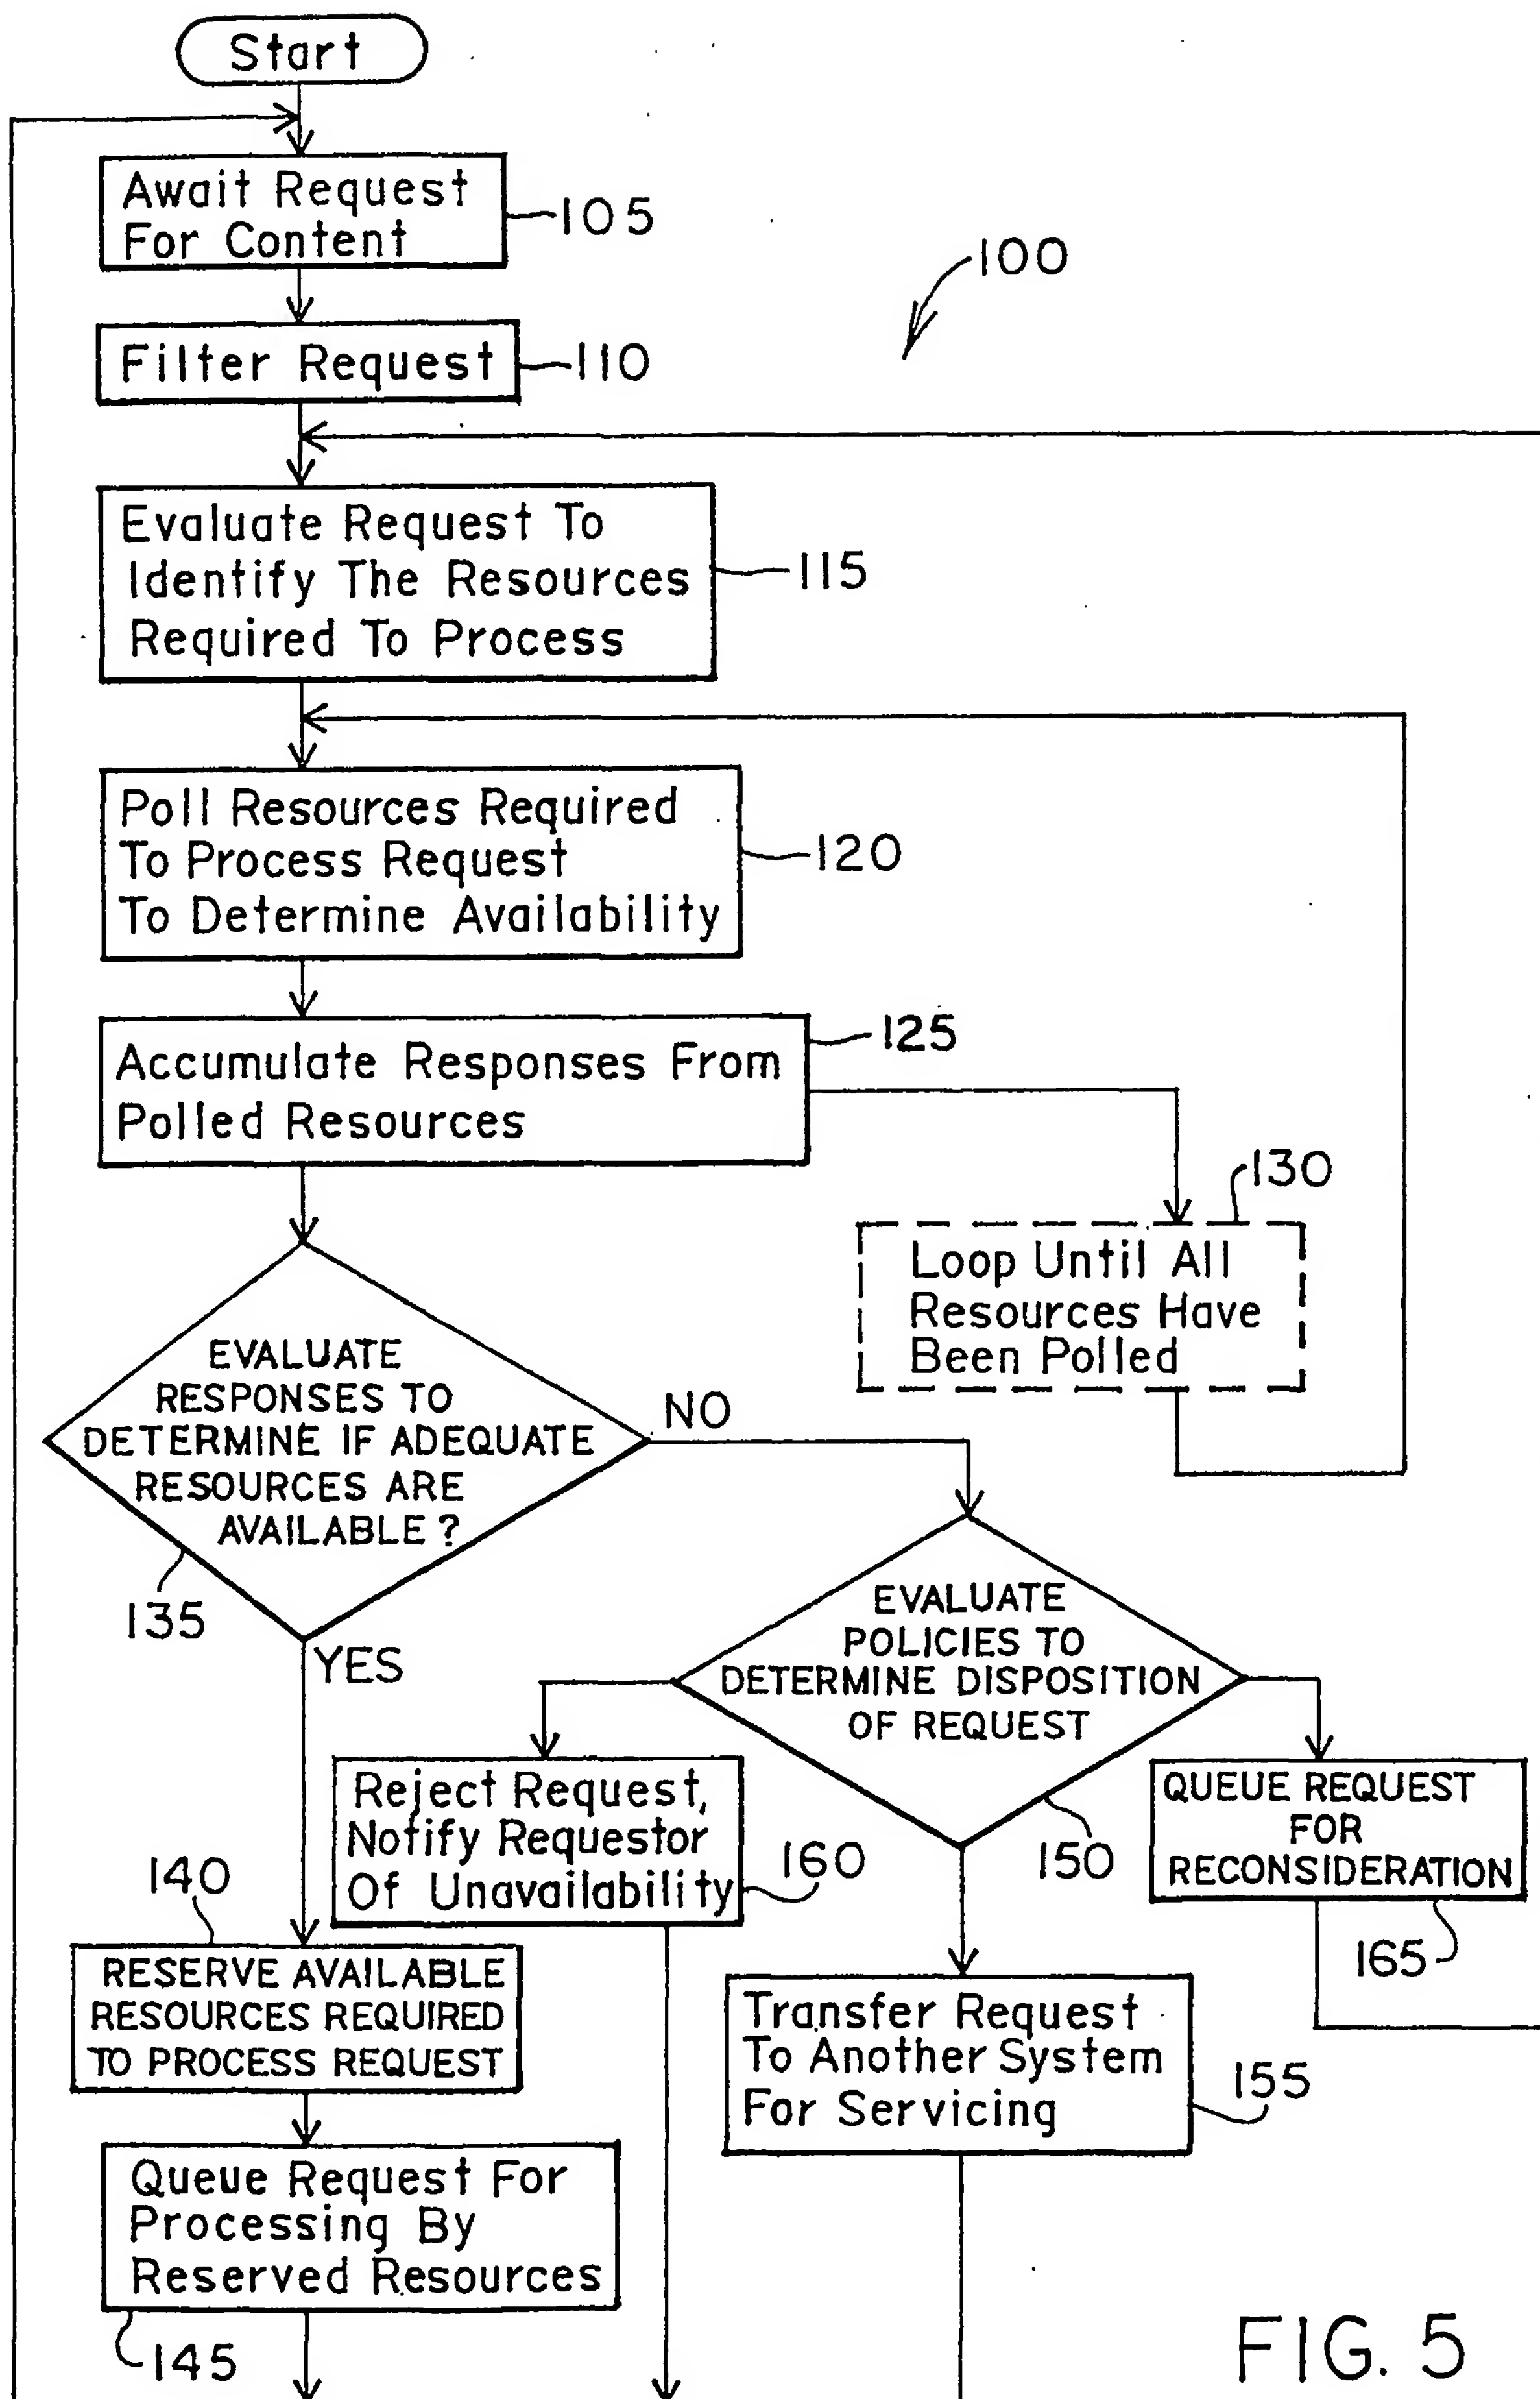 Start
Await Request
For Content
105
100
Filter Request
110
Evaluate Request To
Identify The Resources
Required To Process
115
Poll Resources Required
To Process Request
To Determine Availability
120
Accumulate Responses From
Polled Resources
125
130
Loop Until All
Resources Have
Been Polled
EVALUATE
RESPONSES TO
DETERMINE IF ADEQUATE
RESOURCES ARE
AVAILABLE?
NO
135
YES
EVALUATE
POLICIES TO
DETERMINE DISPOSITION
OF REQUEST
150
Reject Request,
Notify Requestor
Of Unavailability
160
QUEUE REQUEST
FOR
RECONSIDERATION
165
140
RESERVE AVAILABLE
RESOURCES REQUIRED
TO PROCESS REQUEST
Transfer Request
To Another System
For Servicing
155
Queue Request For
Processing By
Reserved Resources
145
FIG. 5